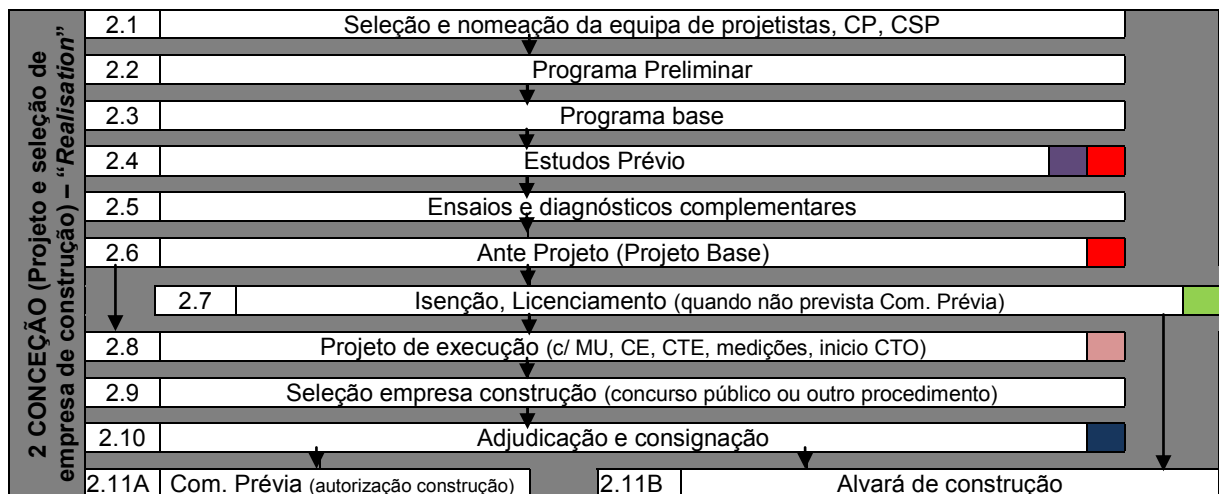 2 CONCEÇÃO (Projeto e seleção de
empresa de construção) – “Realisation”
2.1 Seleção e nomeação da equipa de projetistas, CP, CSP
2.2 Programa Preliminar
2.3 Programa base
2.4 Estudos Prévio
2.5 Ensaios e diagnósticos complementares
2.6 Ante Projeto (Projeto Base)
2.7 Isenção, Licenciamento (quando não prevista Com. Prévia)
2.8 Projeto de execução (c/ MU, CE, CTE, medições, inicio CTO)
2.9 Seleção empresa construção (concurso público ou outro procedimento)
2.10 Adjudicação e consignação
2.11A Com. Prévia (autorização construção) 2.11B Alvará de construção